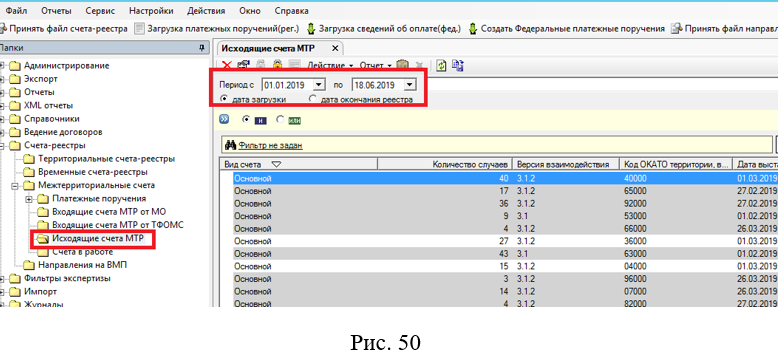 Файл Отчеты Сервис Настройки Действия Окно Справка
Принять файл счета-реестра Загрузка платежных поручений(рег.) Загрузка сведений об оплате(фед.) Создать Федеральные платежные поручения Принять файл направл
Папки
Администрирование
Экспорт
Отчеты
XML отчеты
Справочники
Ведение договоров
Счета-реестры
Территориальные счета-реестры
Временные счета-реестры
Межтерриториальные счета
Платежные поручения
Входящие счета МТР от МО
Входящие счета МТР от ТФОМС
Исходящие счета МТР
Счета в работе
Направления на ВМП
Фильтры экспертизы
Импорт
Журналы
Исходящие счета МТР
Действие Отчет
Период с 01.01.2019 по 18.06.2019
дата загрузки дата окончания реестра
и или
Фильтр не задан
Вид счета Количество случаев Версия взаимодействия Код ОКАТО территории, в... Дата выста
Основной 40 3.1.2 40000 01.03.2019
Основной 17 3.1.2 65000 27.02.2019
Основной 36 3.1.2 92000 27.02.2019
Основной 9 3.1 53000 01.02.2019
Основной 4 3.1.2 66000 26.03.2019
Основной 27 3.1.2 36000 01.03.2019
Основной 43 3.1 63000 01.02.2019
Основной 15 3.1.2 04000 01.03.2019
Основной 3 3.1.2 96000 26.03.2019
Основной 14 3.1.2 07000 26.03.2019
Основной 4 3.1.2 82000 27.02.2019
Рис. 50